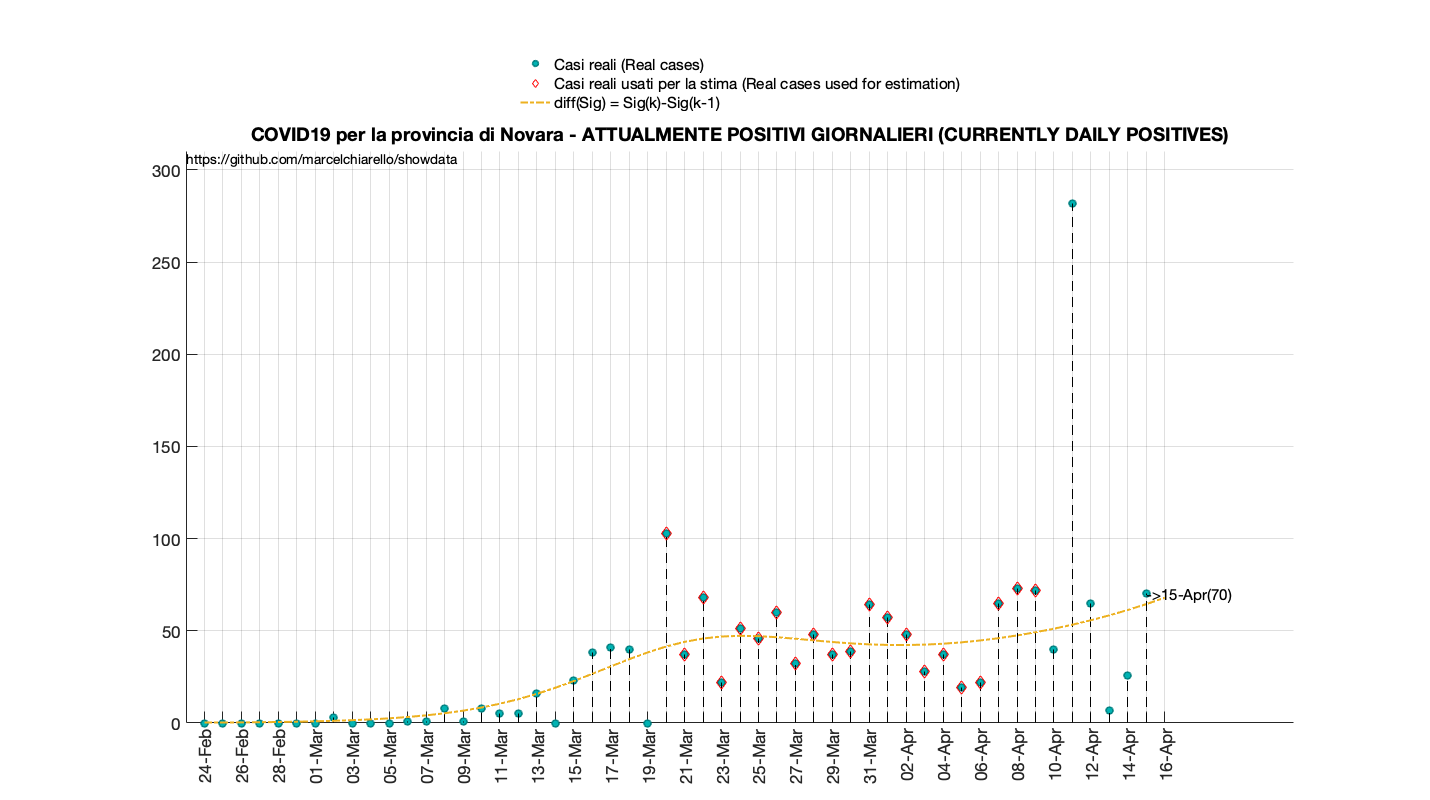 Casi reali (Real cases)
Casi reali usati per la stima (Real cases used for estimation)
diff(Sig) = Sig(k)-Sig(k-1)
COVID19 per la provincia di Novara - ATTUALMENTE POSITIVI GIORNALIERI (CURRENTLY DAILY POSITIVES)
https://github.com/marcelchiarello/showdata
300
250
200
150
100
50
0
->15-Apr(70)
24-Feb
26-Feb
28-Feb
01-Mar
03-Mar
05-Mar
07-Mar
09-Mar
11-Mar
13-Mar
15-Mar
17-Mar
19-Mar
21-Mar
23-Mar
25-Mar
27-Mar
29-Mar
31-Mar
02-Apr
04-Apr
06-Apr
08-Apr
10-Apr
12-Apr
14-Apr
16-Apr